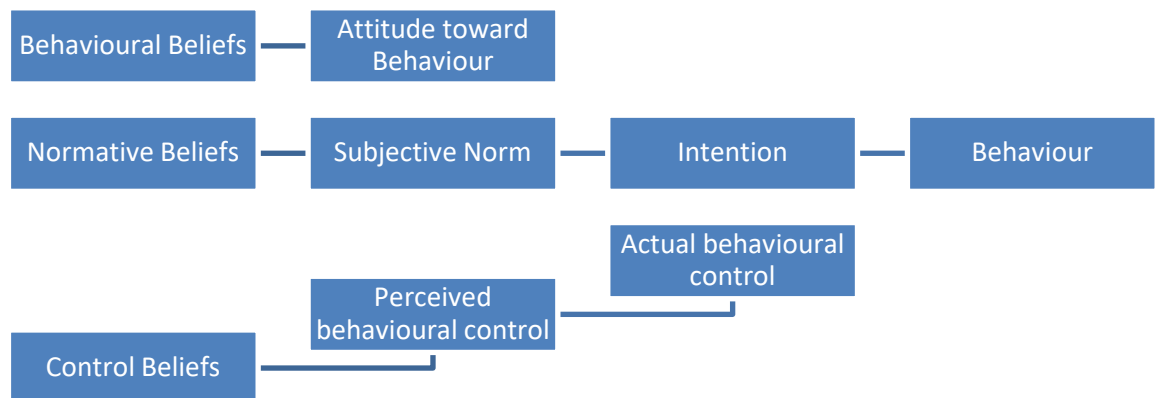 Behavioural Beliefs
Attitude toward
Behaviour
Normative Beliefs
Subjective Norm
Intention
Behaviour
Actual behavioural
control
Perceived
behavioural control
Control Beliefs